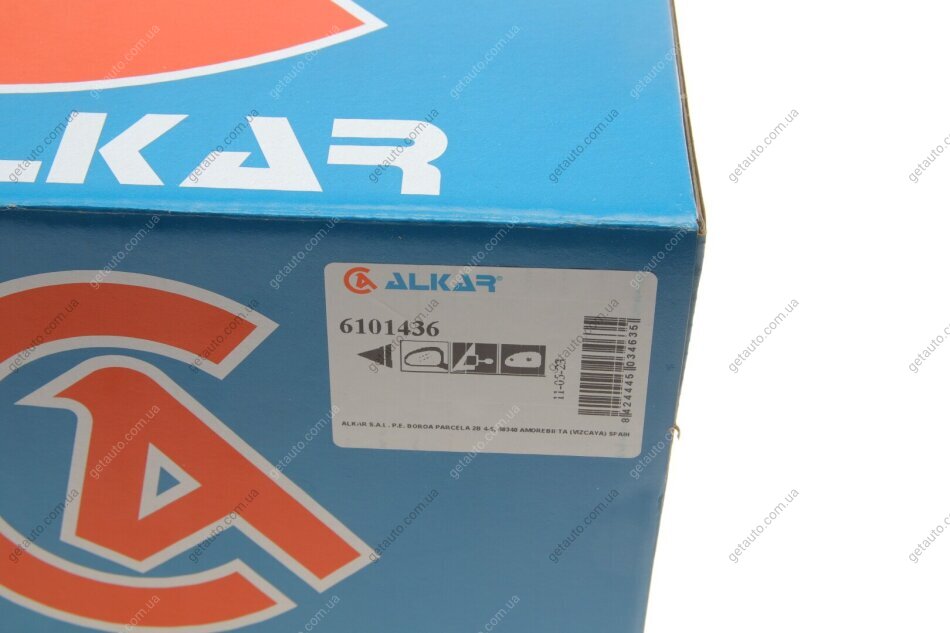 ALKAR
ALKAR®
6101436
11-05-23
8424445034635
ALKAR S.A.L. P.E. BOROA PARCELA 2B 4-5, 48340 AMOREBIETA (VIZCAYA) SPAIN
getauto.com.ua